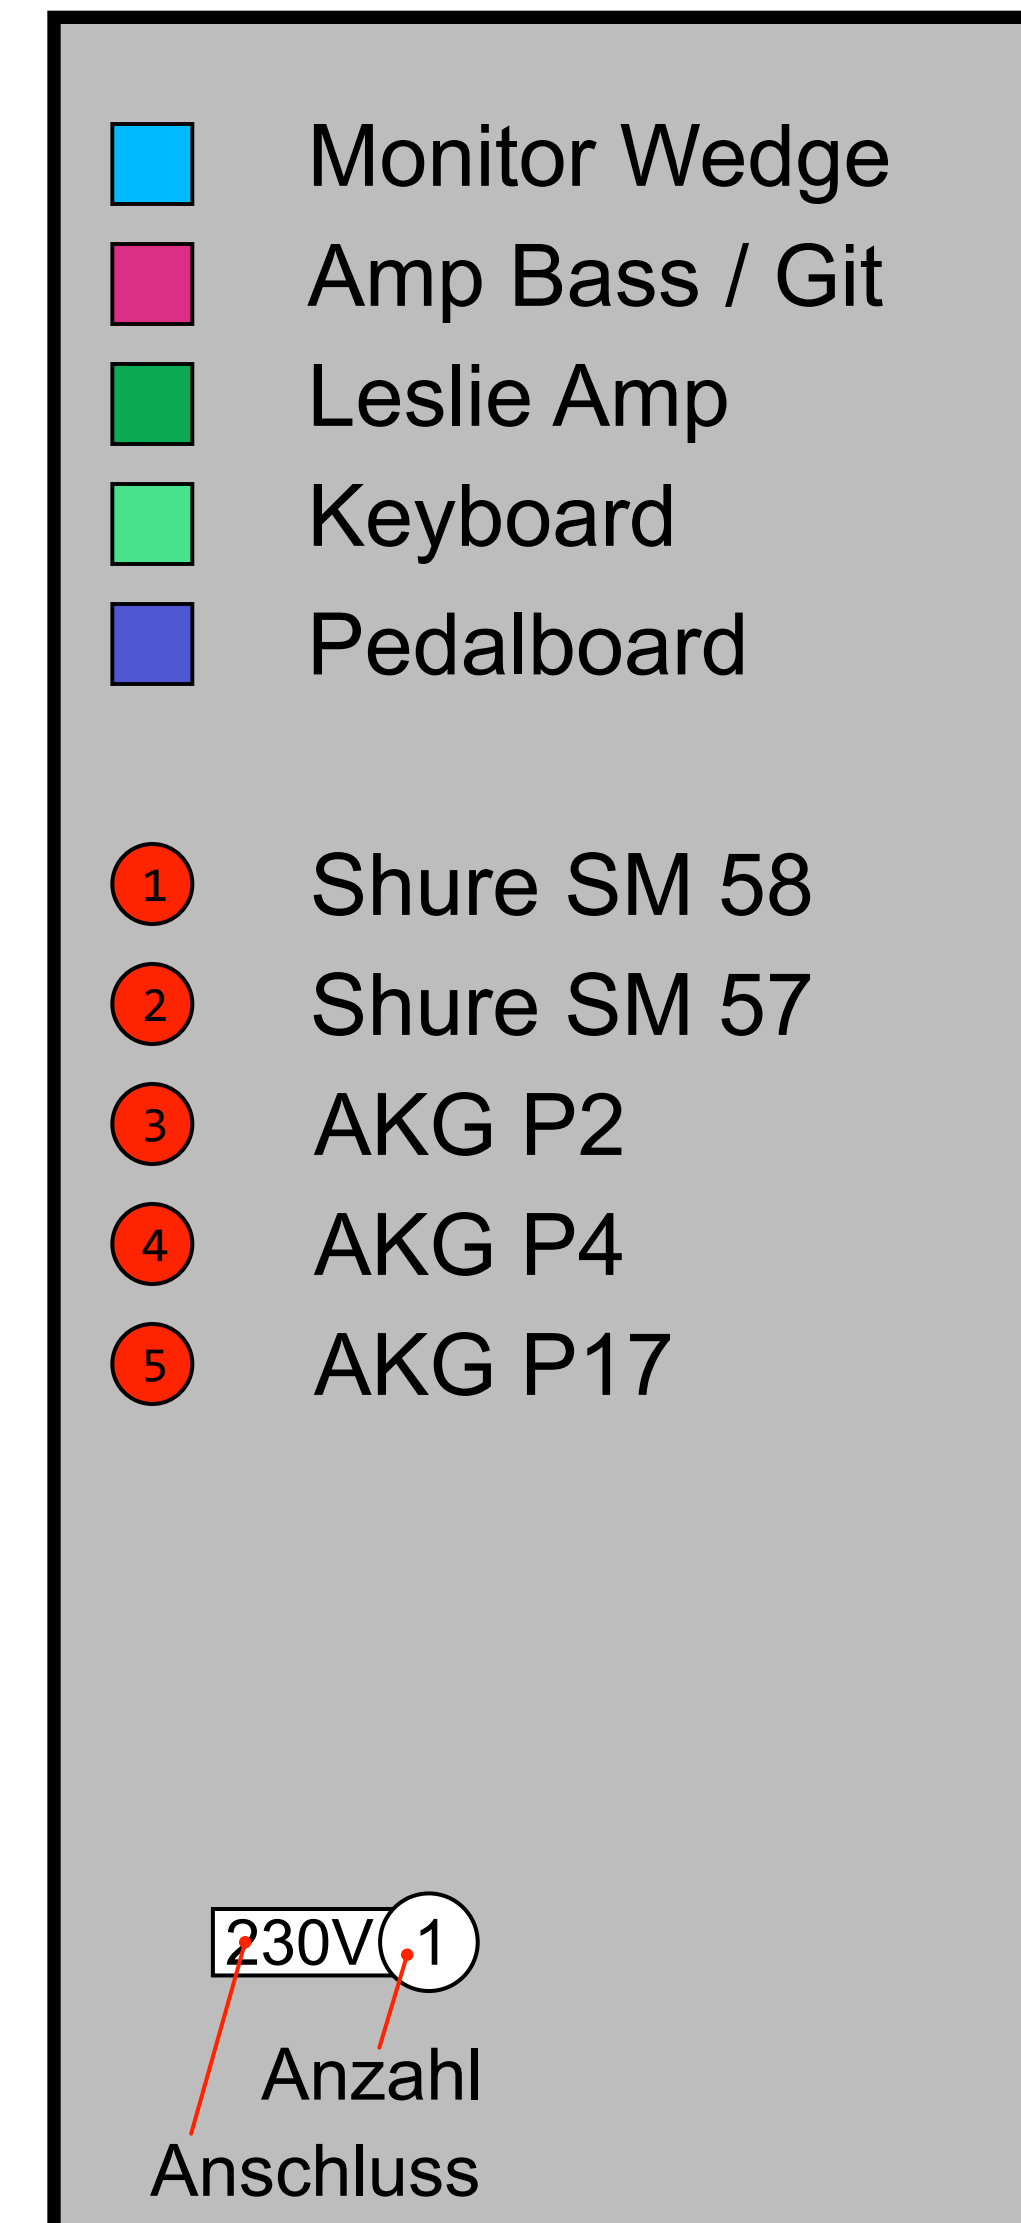 Monitor Wedge
Amp Bass / Git
Leslie Amp
Keyboard
Pedalboard
1 Shure SM 58
2 Shure SM 57
3 AKG P2
4 AKG P4
5 AKG P17
230V 1
Anzahl
Anschluss